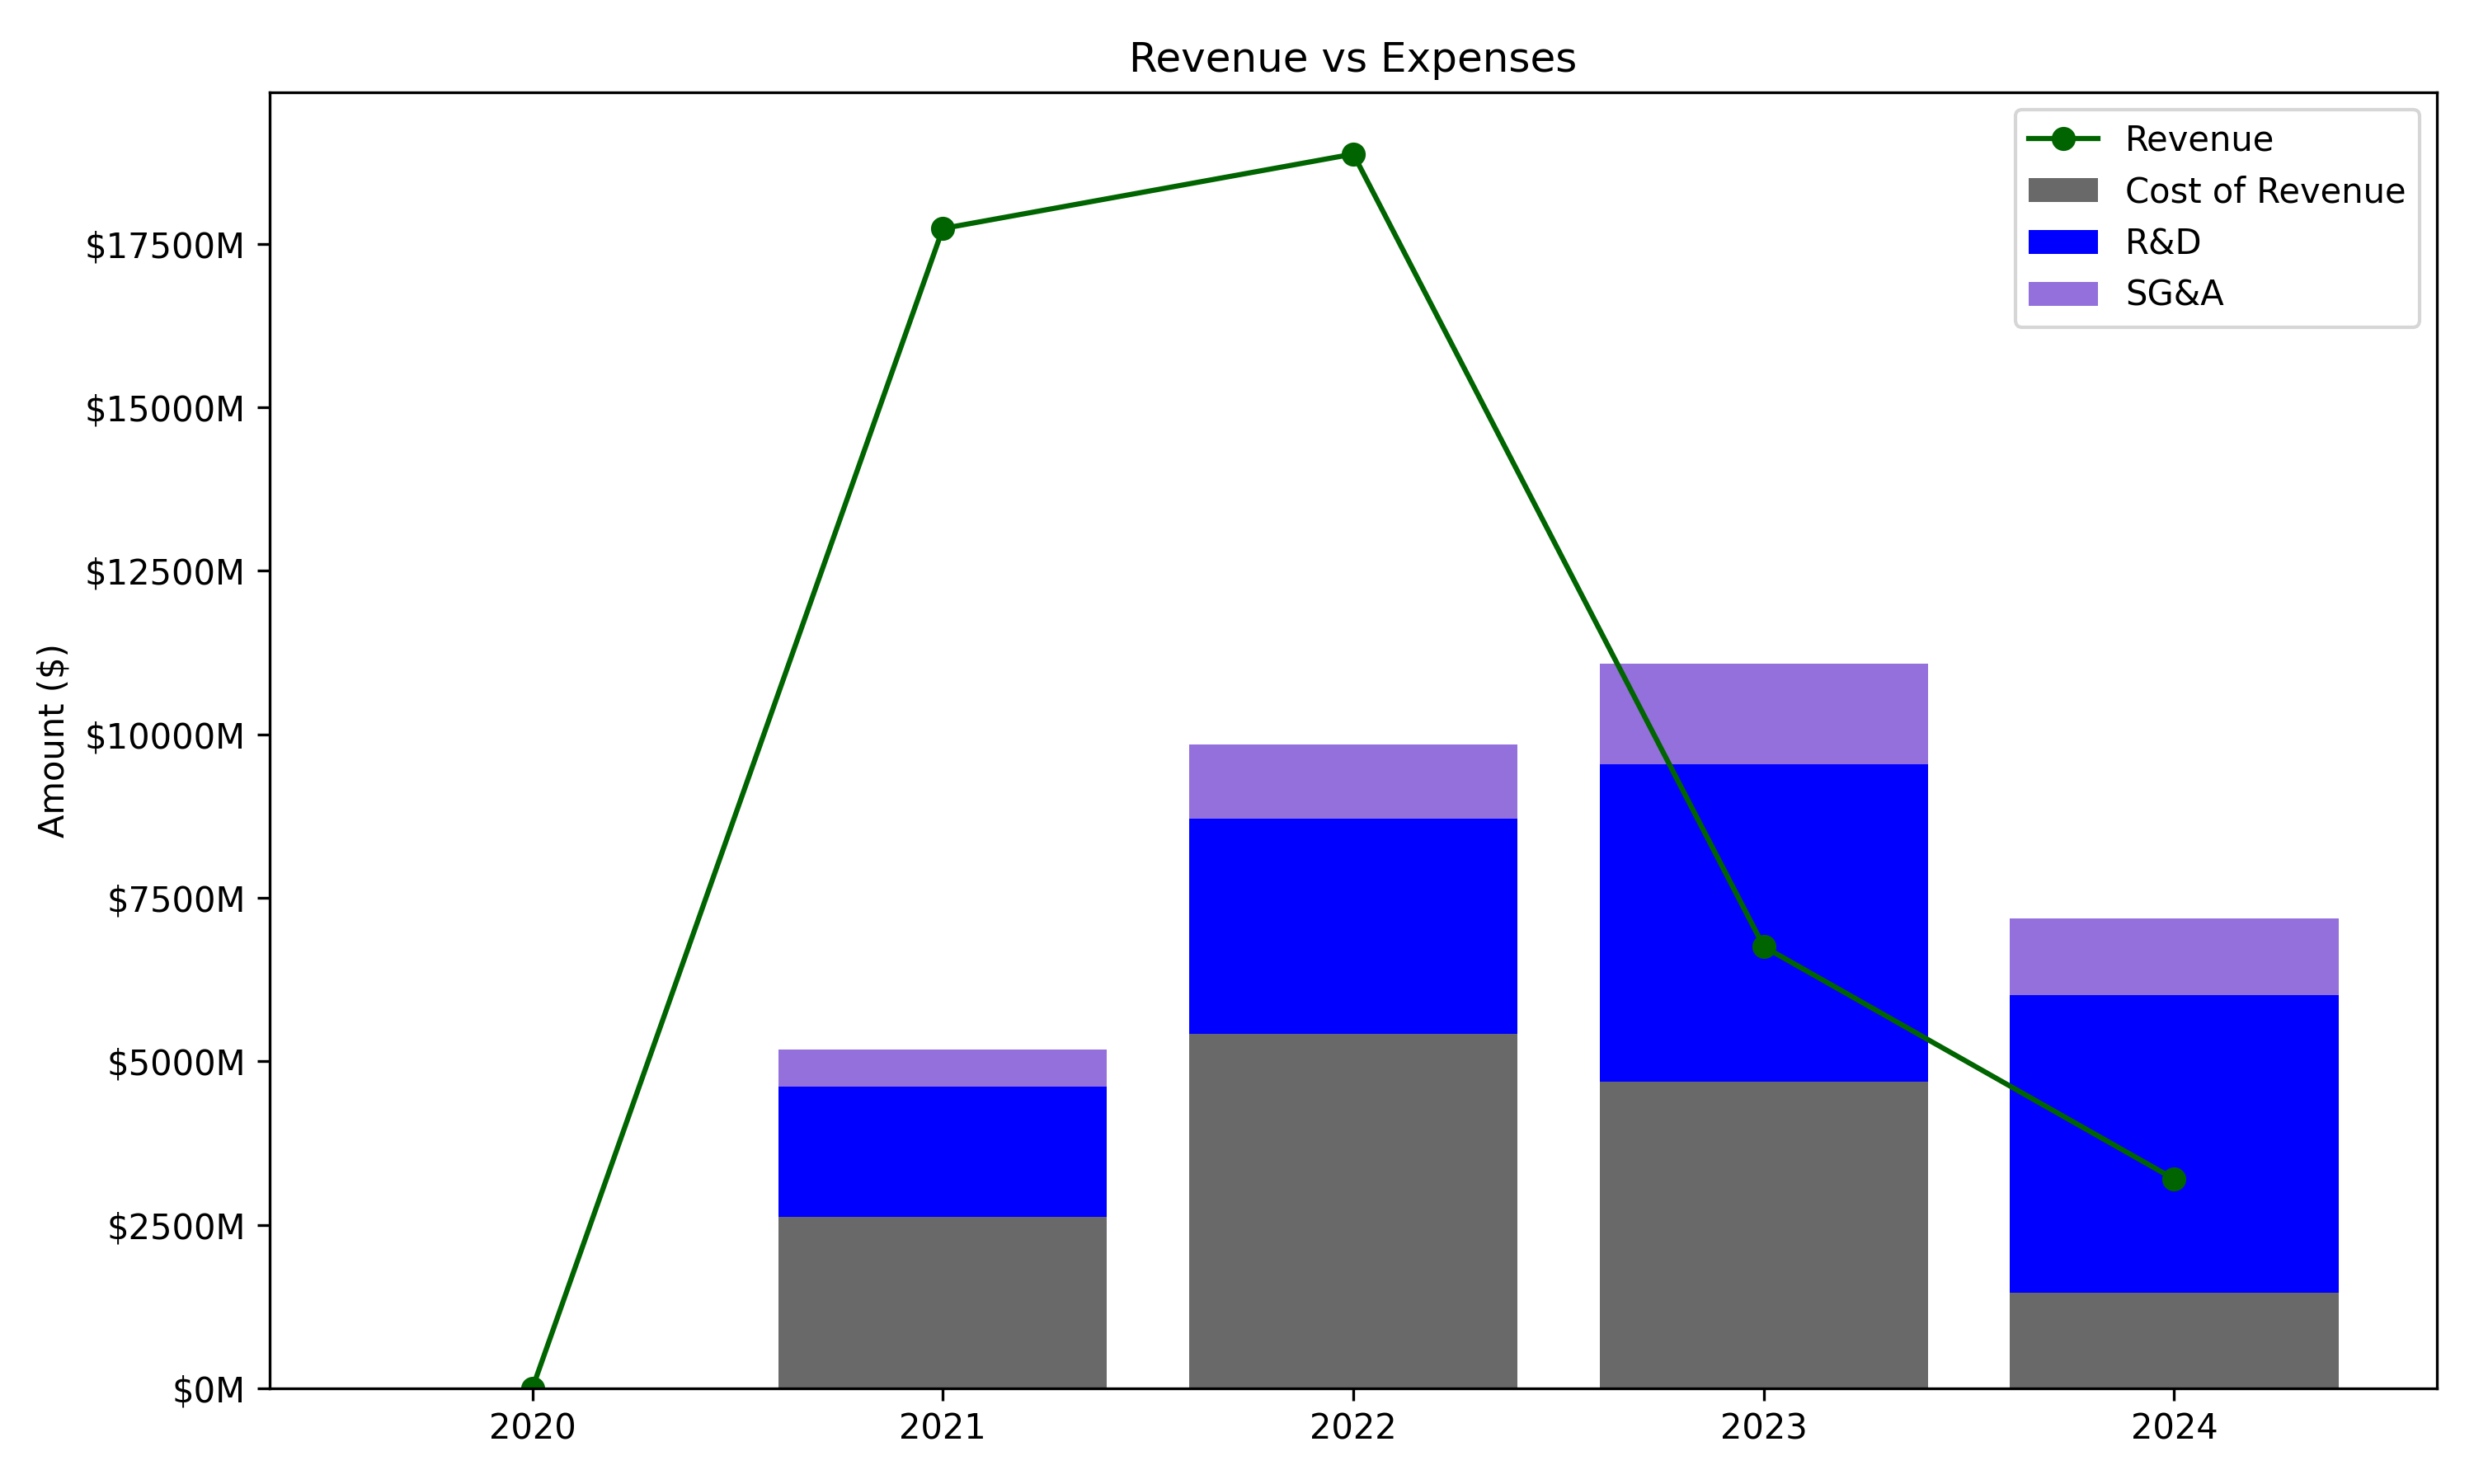 Revenue vs Expenses
Revenue
Cost of Revenue
R&D
SG&A
Amount ($)
$17500M
$15000M
$12500M
$10000M
$7500M
$5000M
$2500M
$0M
2020 2021 2022 2023 2024